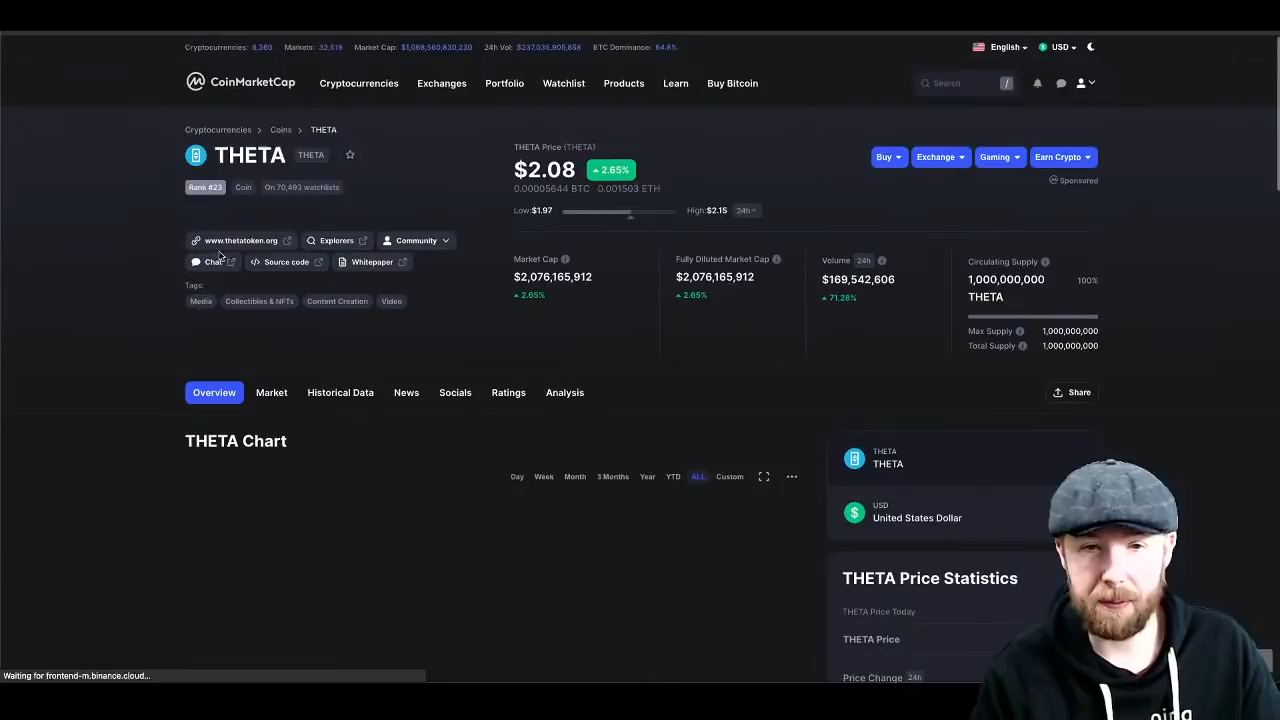 Cryptocurrencies: 8,360 Markets: 32,519 Market Cap: $1,068,560,830,230 24h Vol: $237,035,905,858 BTC Dominance: 64.8%
English USD
CoinMarketCap Cryptocurrencies Exchanges Portfolio Watchlist Products Learn Buy Bitcoin Search /
Cryptocurrencies > Coins > THETA
THETA THETA
Rank #23 Coin On 70,493 watchlists
www.thetatoken.org Explorers Community
Chat Source code Whitepaper
Tags:
Media Collectibles & NFTs Content Creation Video
THETA Price (THETA)
$2.08 2.65%
0.00005644 BTC 0.001503 ETH
Low: $1.97 High: $2.15 24h
Buy Exchange Gaming Earn Crypto
Sponsored
Market Cap
$2,076,165,912
2.65%
Fully Diluted Market Cap
$2,076,165,912
2.65%
Volume 24h
$169,542,606
71.28%
Circulating Supply
1,000,000,000 100%
THETA
Max Supply 1,000,000,000
Total Supply 1,000,000,000
Overview Market Historical Data News Socials Ratings Analysis Share
THETA Chart
Day Week Month 3 Months Year YTD ALL Custom
THETA
THETA
USD
United States Dollar
THETA Price Statistics
THETA Price Today
THETA Price
Price Change 24h
Waiting for frontend-m.binance.cloud...